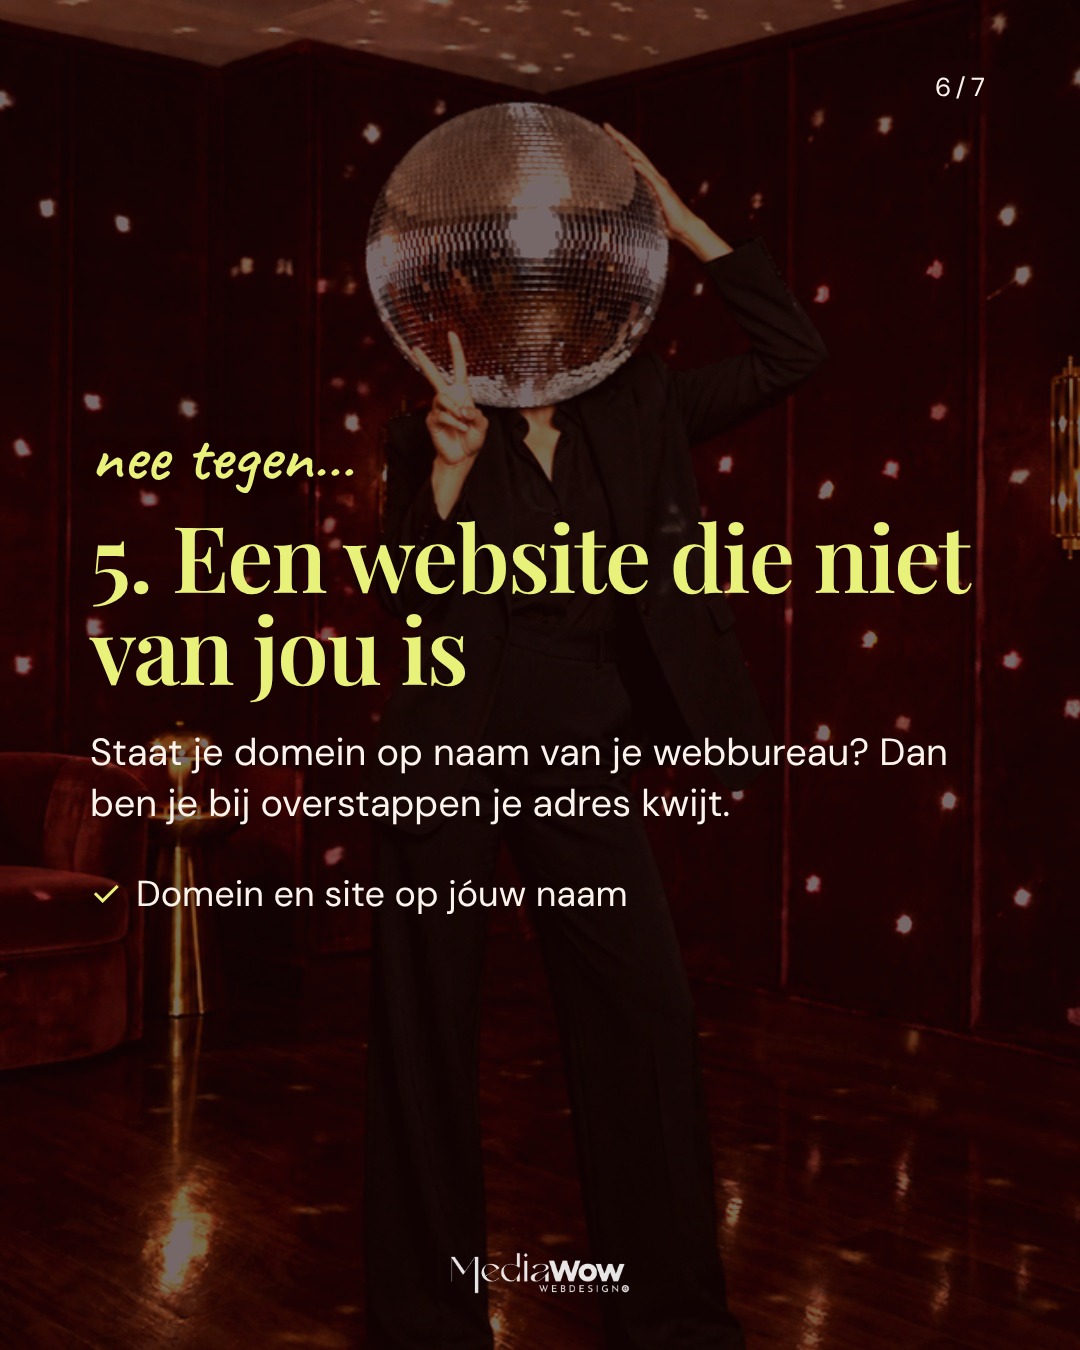 6/7
nee tegen...
5. Een website die niet
van jou is
Staat je domein op naam van je webbureau? Dan
ben je bij overstappen je adres kwijt.
✓ Domein en site op jóuw naam
MediaWow
WEBDESIGN